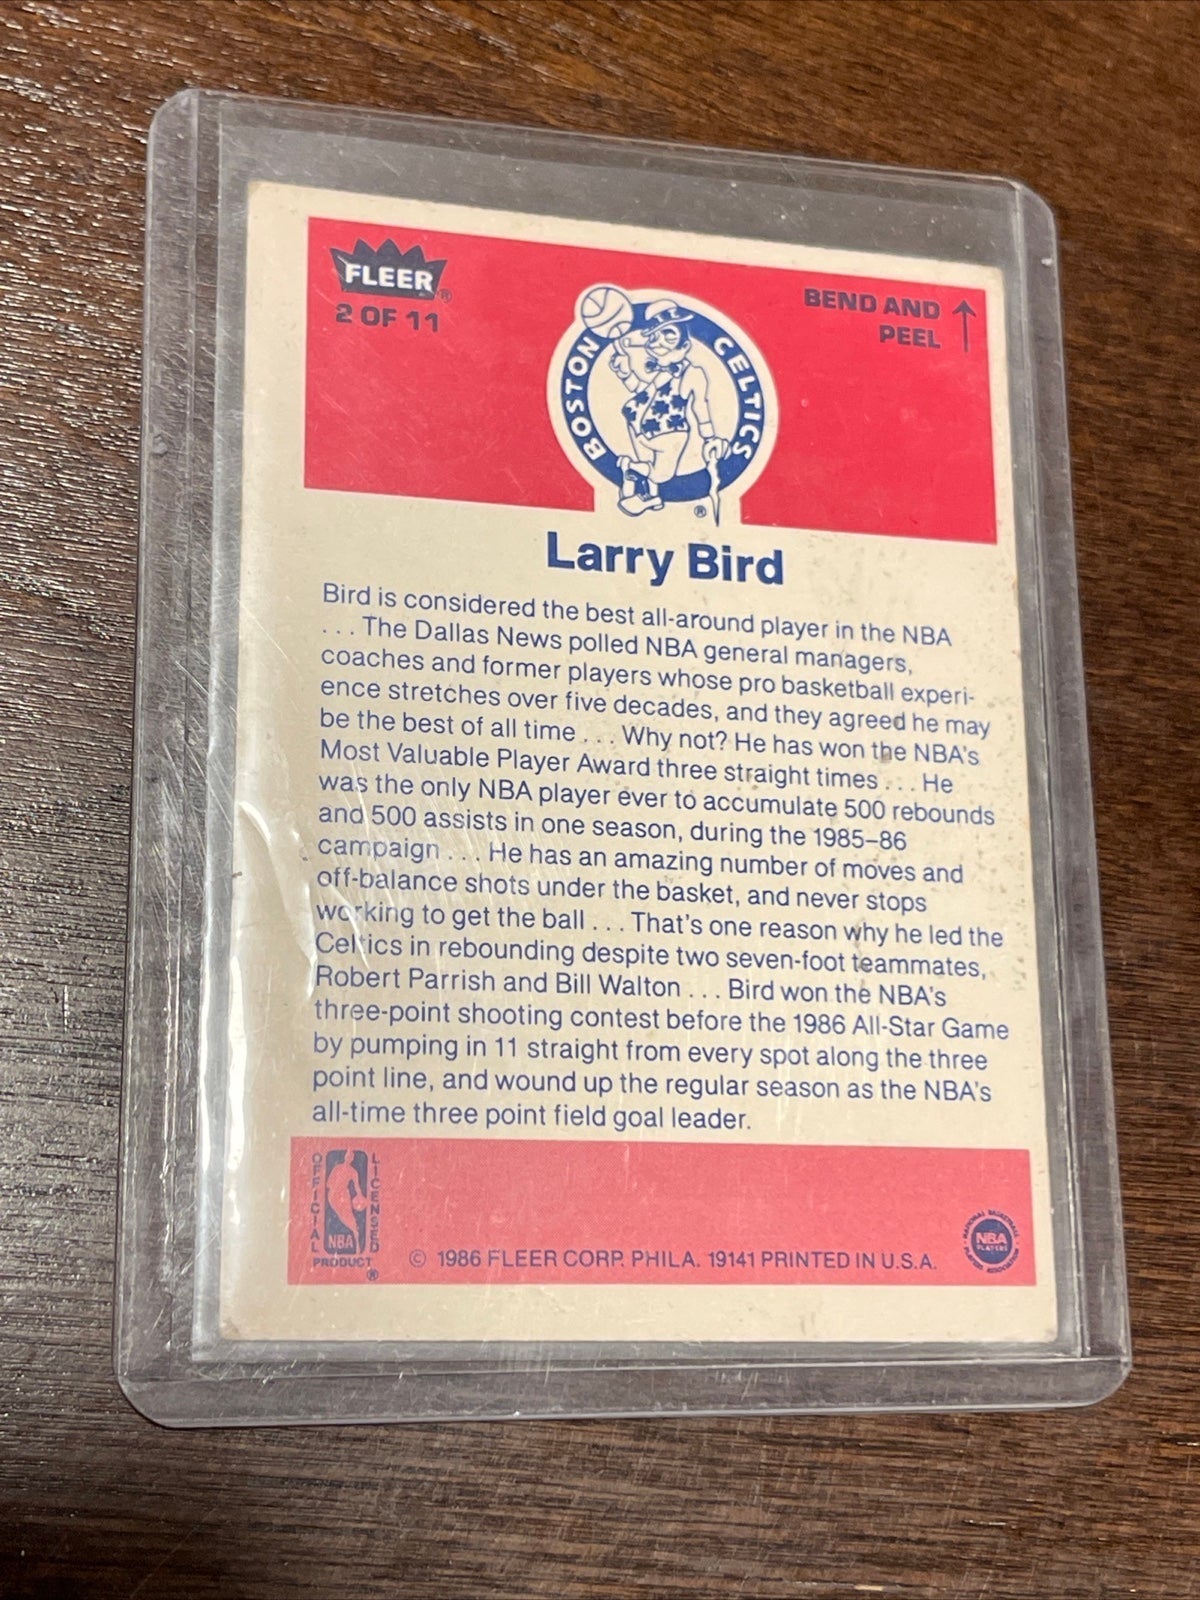 FLEER
®
2 OF 11
BOSTON CELTICS
®
BEND AND
PEEL
Larry Bird
Bird is considered the best all-around player in the NBA
. . . The Dallas News polled NBA general managers,
coaches and former players whose pro basketball experi-
ence stretches over five decades, and they agreed he may
be the best of all time . . . Why not? He has won the NBA's
Most Valuable Player Award three straight times . . . He
was the only NBA player ever to accumulate 500 rebounds
and 500 assists in one season, during the 1985–86
campaign . . . He has an amazing number of moves and
off-balance shots under the basket, and never stops
working to get the ball . . . That's one reason why he led the
Celtics in rebounding despite two seven-foot teammates,
Robert Parrish and Bill Walton . . . Bird won the NBA's
three-point shooting contest before the 1986 All-Star Game
by pumping in 11 straight from every spot along the three
point line, and wound up the regular season as the NBA's
all-time three point field goal leader.
OFFICIAL LICENSED
NBA
PRODUCT
®
© 1986 FLEER CORP. PHILA. 19141 PRINTED IN U.S.A.
NATIONAL BASKETBALL
NBA
PLAYERS
PLAYERS ASSOCIATION